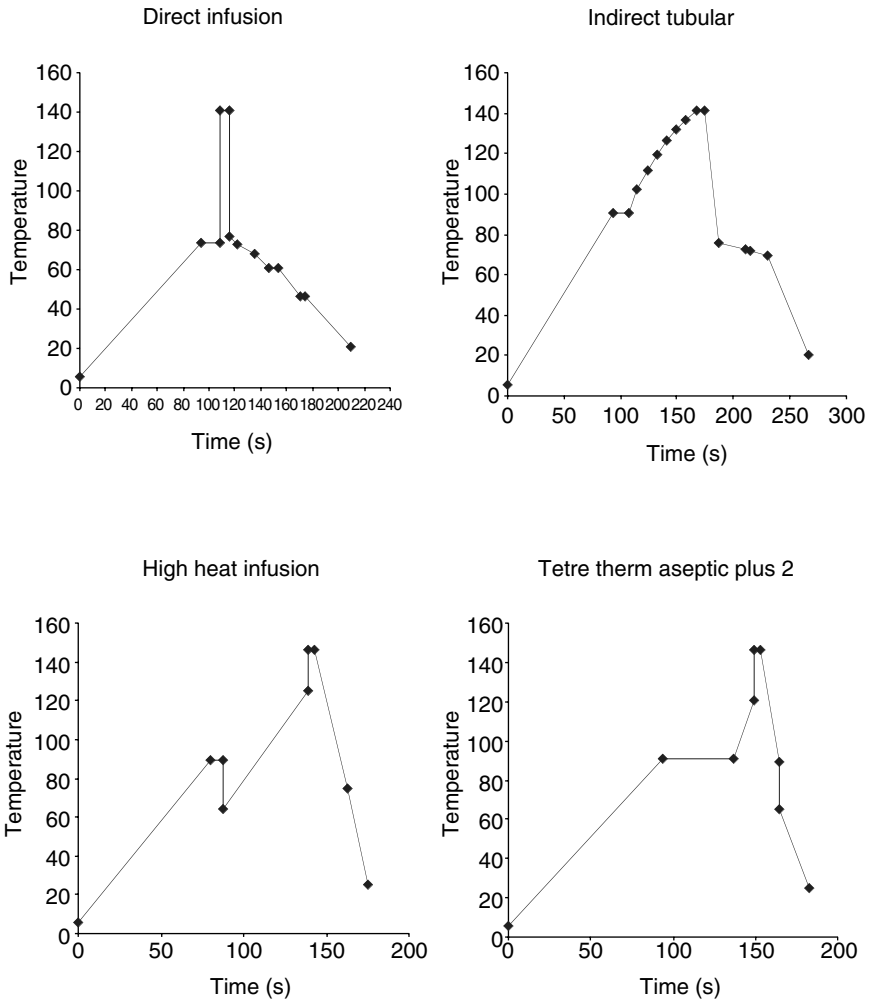 Direct infusion
Temperature
160
140
120
100
80
60
40
20
0
0 20 40 60 80 100 120 140 160 180 200 220 240
Time (s)
Indirect tubular
Temperature
160
140
120
100
80
60
40
20
0
0 50 100 150 200 250 300
Time (s)
High heat infusion
Temperature
160
140
120
100
80
60
40
20
0
0 50 100 150 200
Time (s)
Tetre therm aseptic plus 2
Temperature
160
140
120
100
80
60
40
20
0
0 50 100 150 200
Time (s)